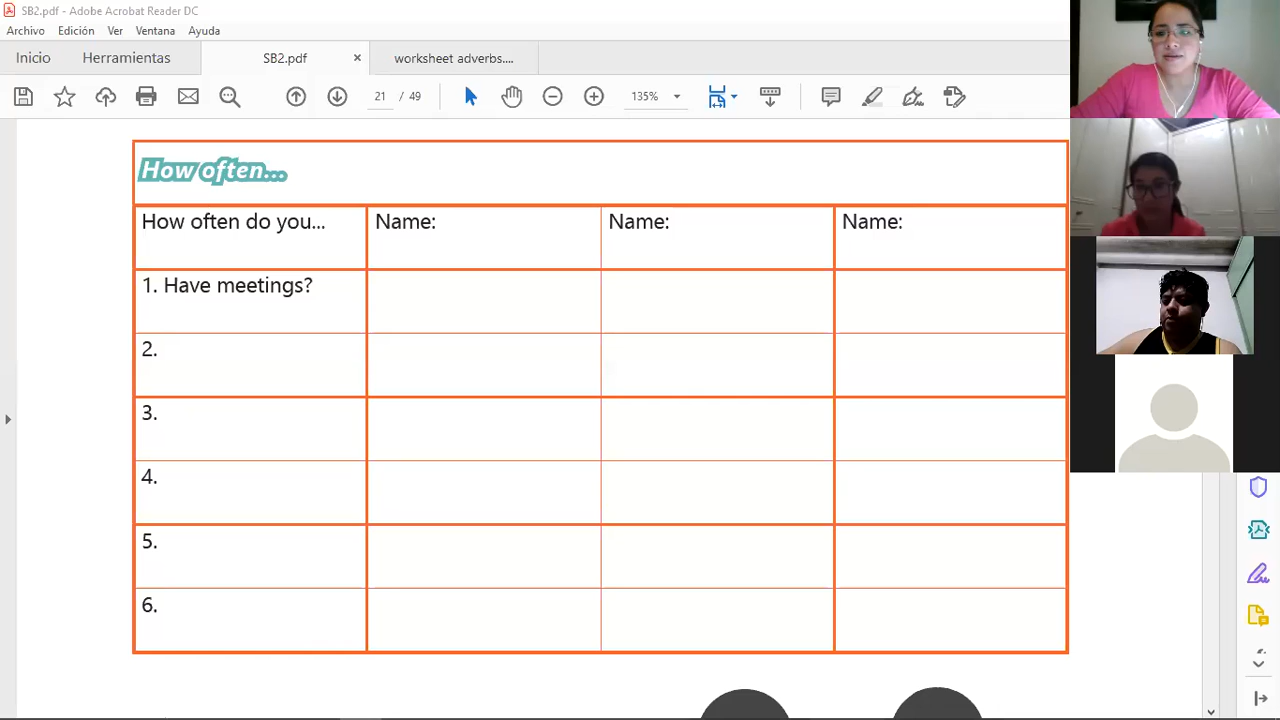 SB2.pdf - Adobe Acrobat Reader DC
Archivo Edición Ver Ventana Ayuda
Inicio Herramientas SB2.pdf × worksheet adverbs....
21 / 49 135%
How often...
How often do you... Name: Name: Name:
1. Have meetings?
2.
3.
4.
5.
6.